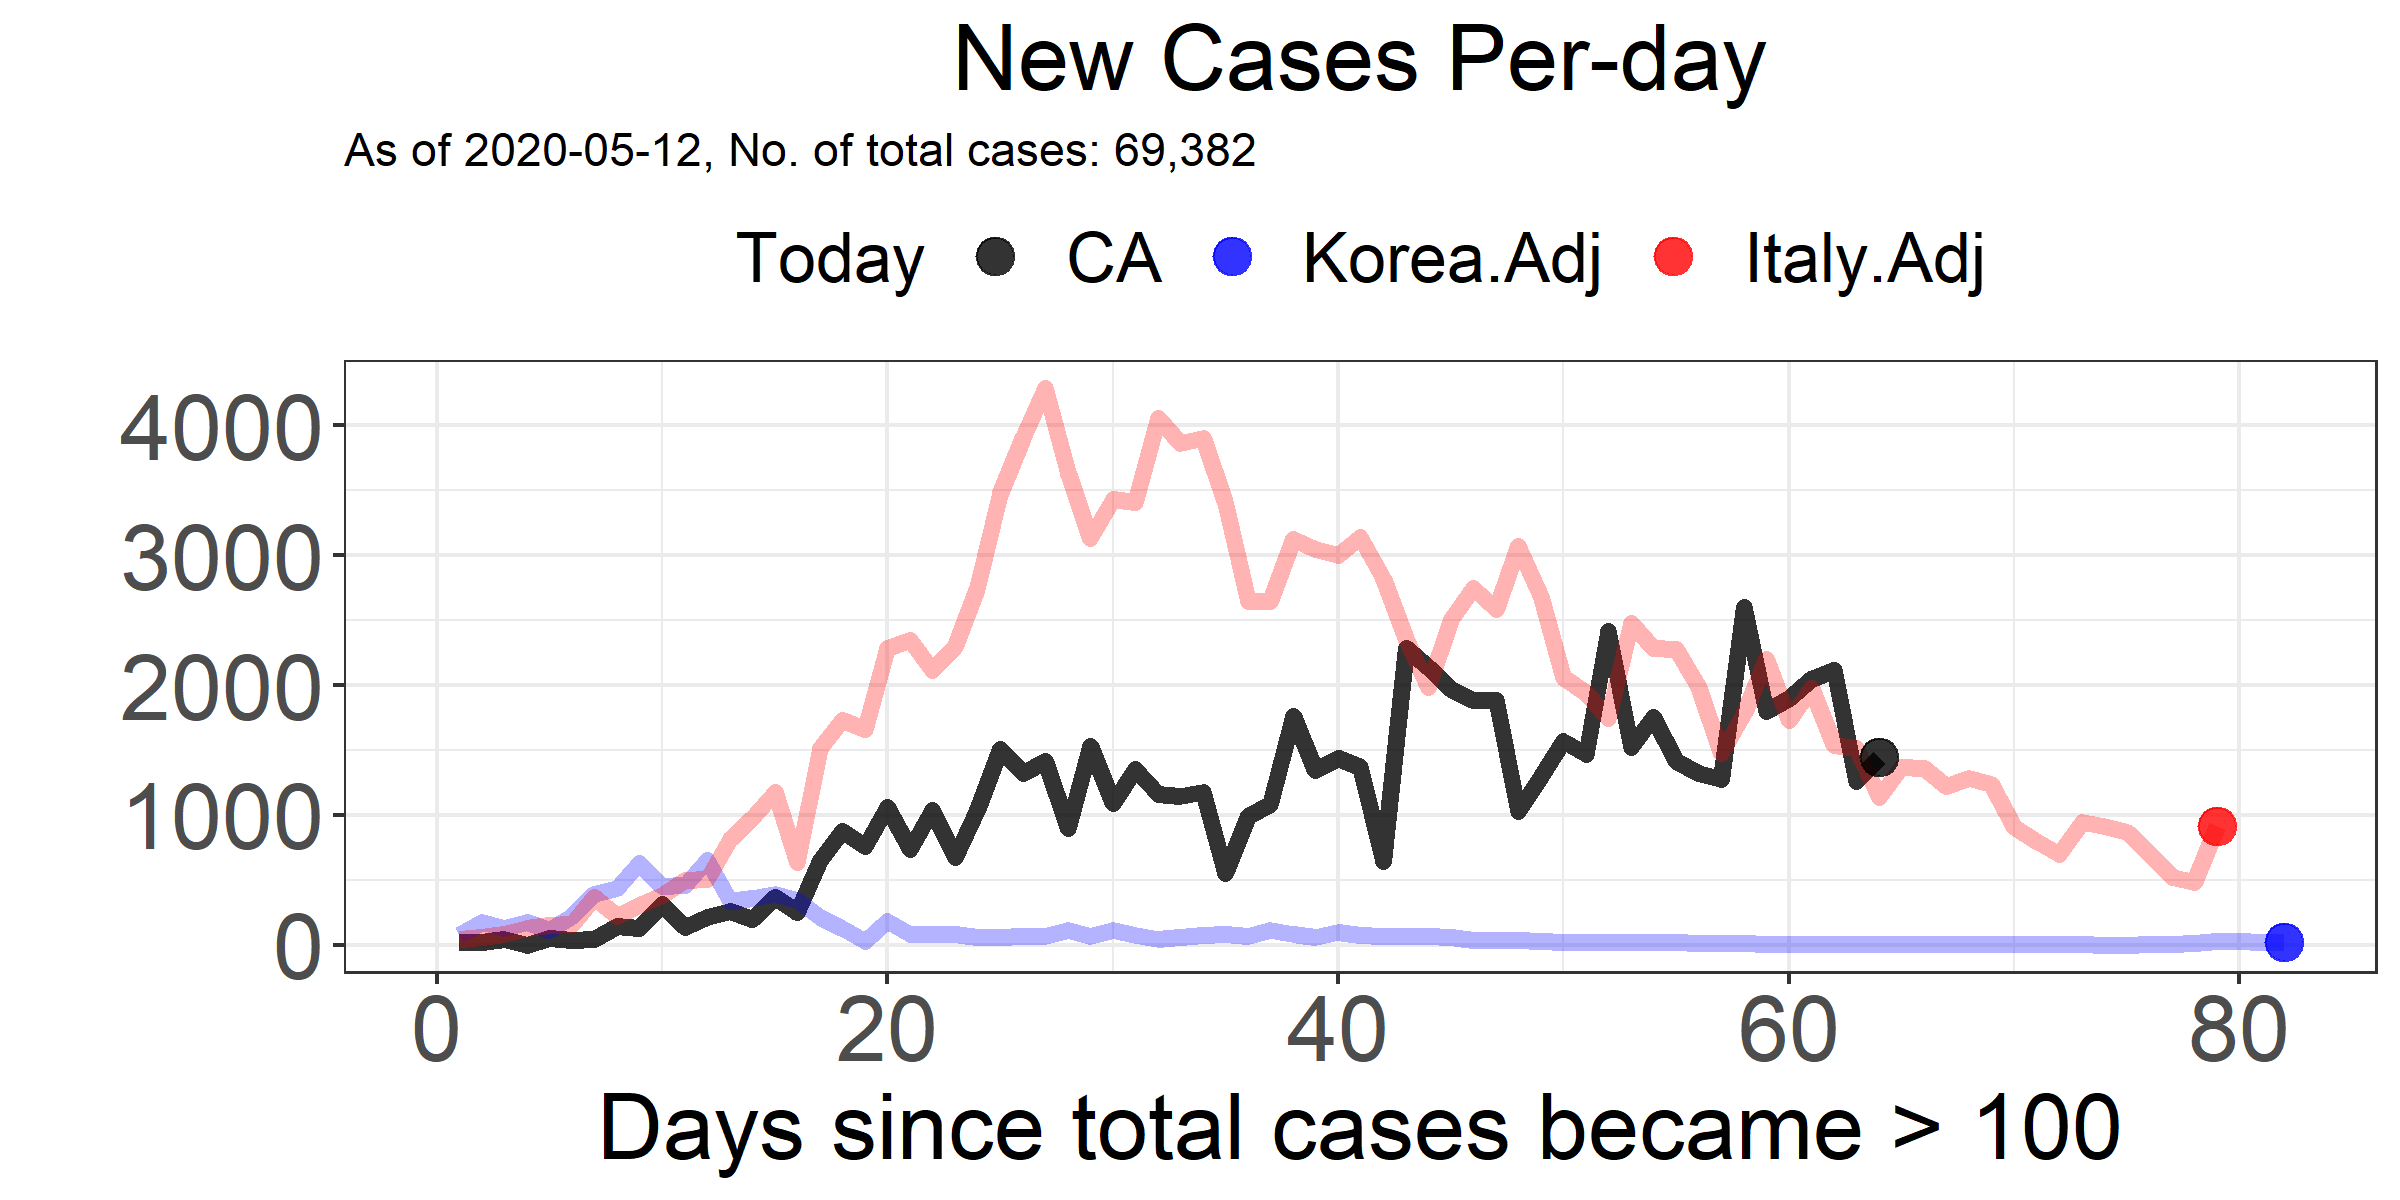 New Cases Per-day
As of 2020-05-12, No. of total cases: 69,382
Today CA Korea.Adj Italy.Adj
4000
3000
2000
1000
0
0 20 40 60 80
Days since total cases became > 100